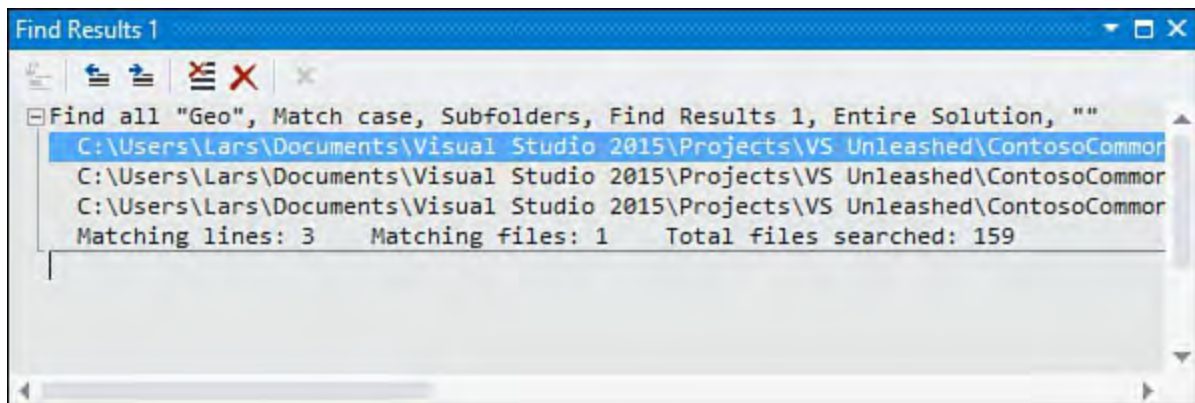 Find Results 1
Find all "Geo", Match case, Subfolders, Find Results 1, Entire Solution, ""
C:\Users\Lars\Documents\Visual Studio 2015\Projects\VS Unleashed\ContosoCommor
C:\Users\Lars\Documents\Visual Studio 2015\Projects\VS Unleashed\ContosoCommor
C:\Users\Lars\Documents\Visual Studio 2015\Projects\VS Unleashed\ContosoCommor
Matching lines: 3 Matching files: 1 Total files searched: 159